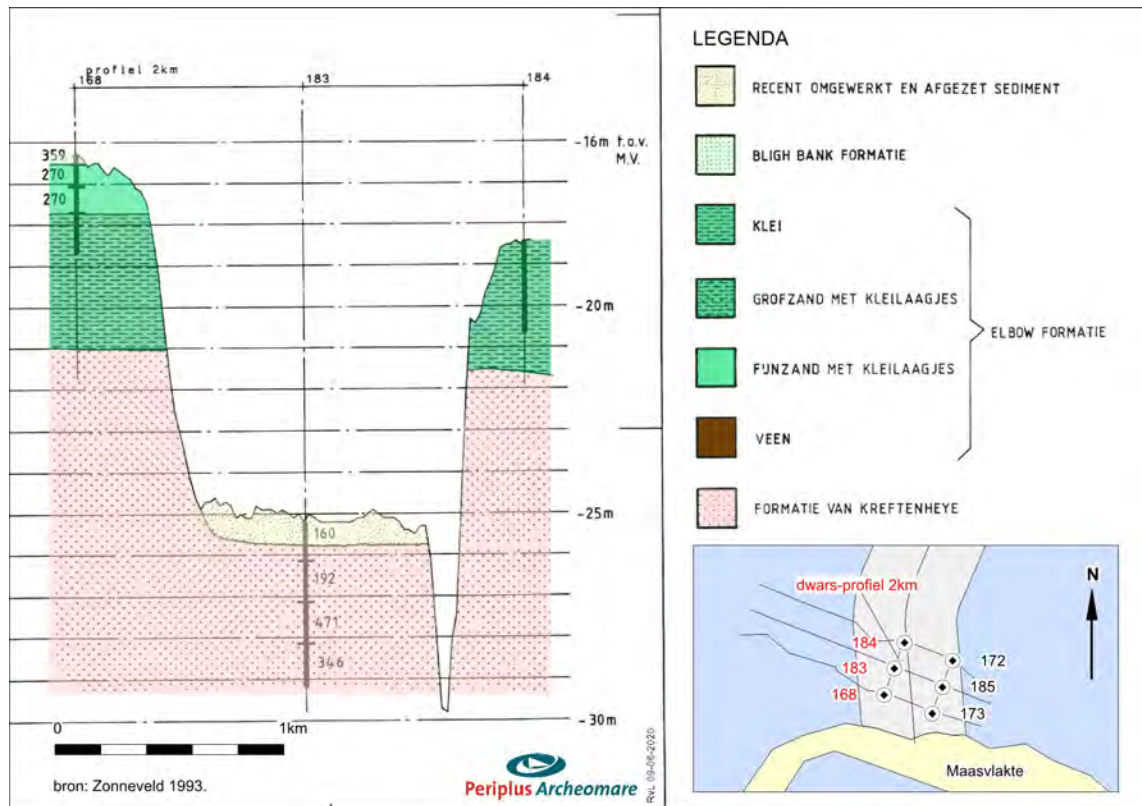 profiel 2km
168
183
184
359
270
270
-16m t.o.v.
M.V.
-20m
-25m
160
192
471
346
-30m
0
1km
bron: Zonneveld 1993.
Periplus Archeomare
RvL 09-06-2020
LEGENDA
RECENT OMGEWERKT EN AFGEZET SEDIMENT
BLIGH BANK FORMATIE
KLEI
GROFZAND MET KLEILAAGJES
ELBOW FORMATIE
FIJNZAND MET KLEILAAGJES
VEEN
FORMATIE VAN KREFTENHEYE
dwars-profiel 2km
N
184
172
183
185
168
173
Maasvlakte